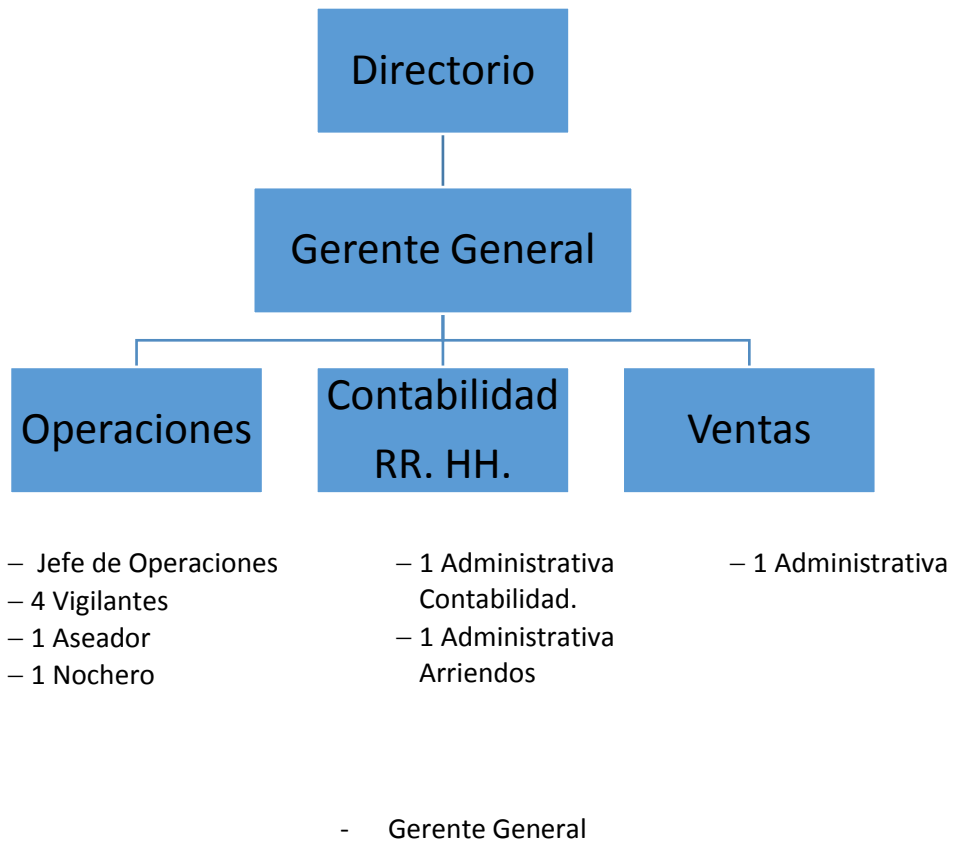 Directorio
Gerente General
Operaciones
Contabilidad
RR. HH.
Ventas
– Jefe de Operaciones
– 4 Vigilantes
– 1 Aseador
– 1 Nochero
– 1 Administrativa
Contabilidad.
– 1 Administrativa
Arriendos
– 1 Administrativa
- Gerente General